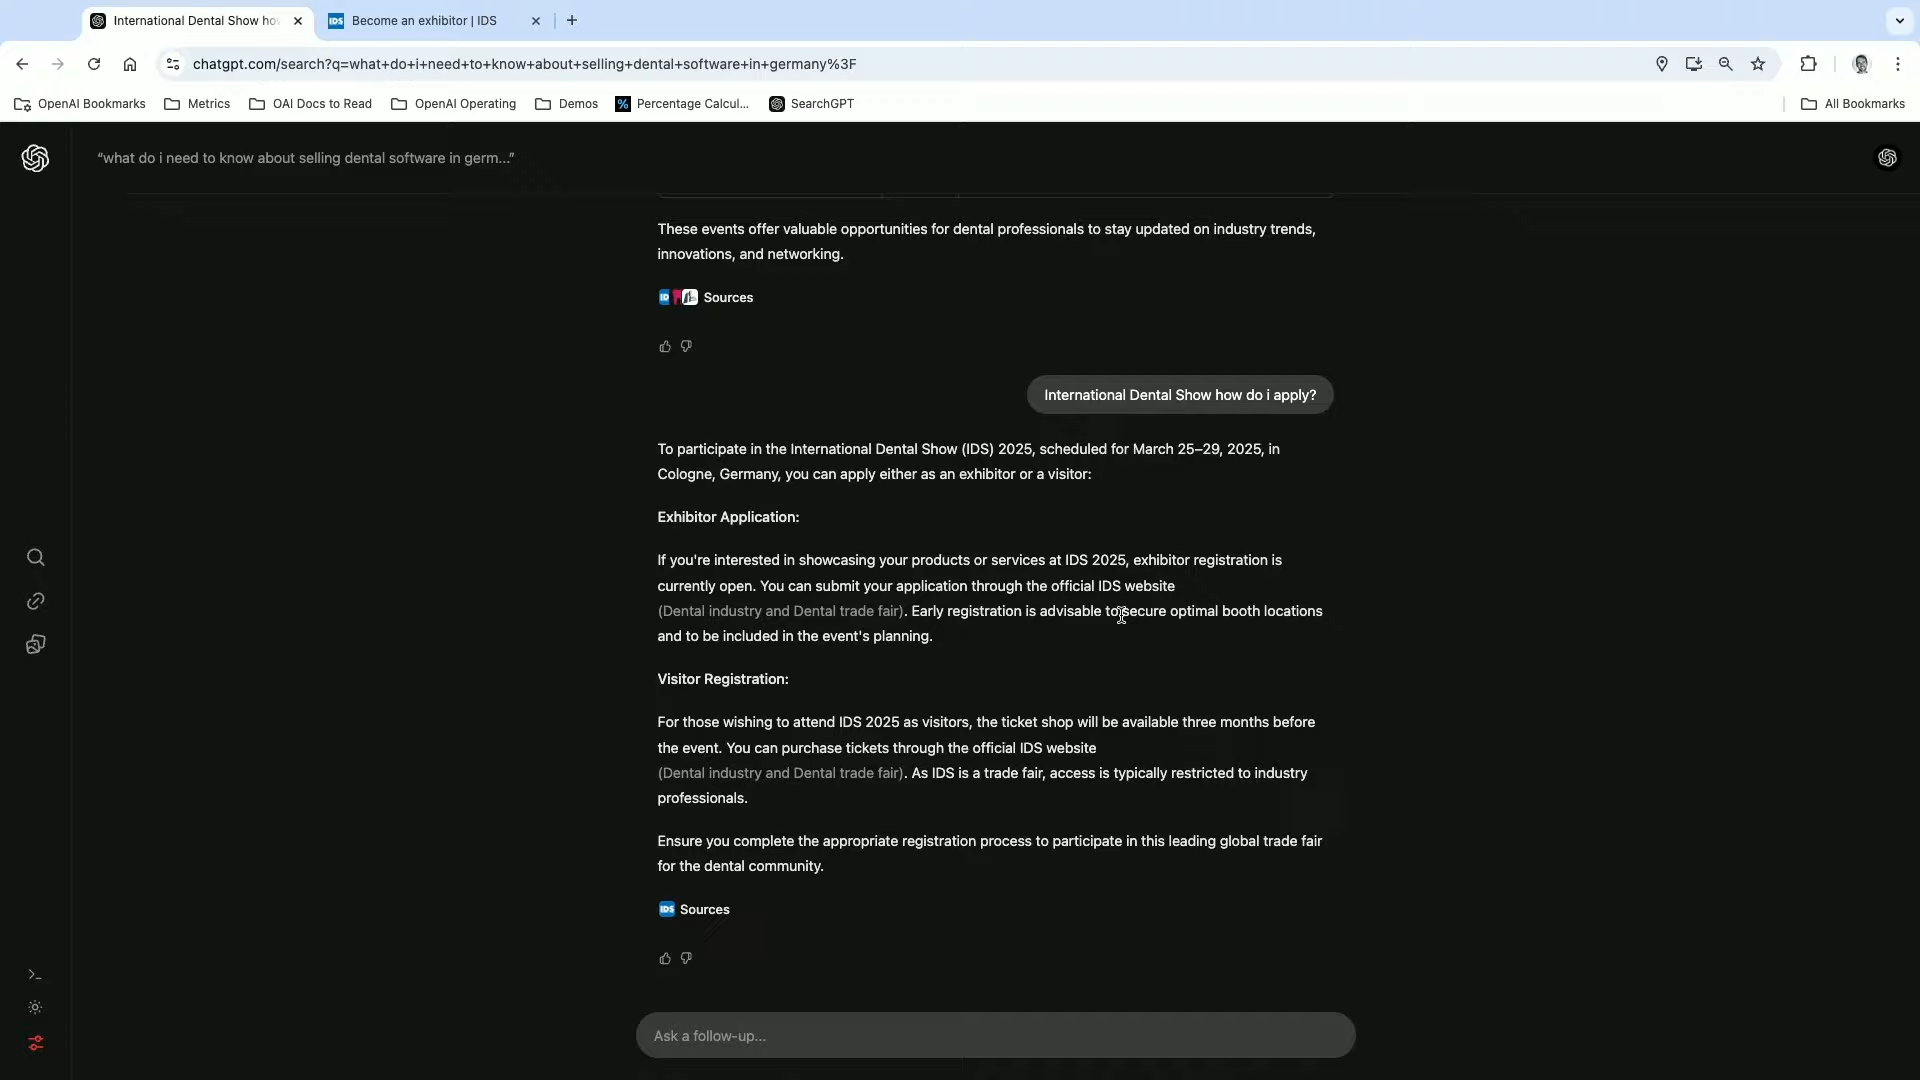 International Dental Show ho
IDS Become an exhibitor | IDS
chatgpt.com/search?q=what+do+i+need+to+know+about+selling+dental+software+in+germany%3F
OpenAI Bookmarks Metrics OAI Docs to Read OpenAI Operating Demos % Percentage Calcul... SearchGPT All Bookmarks
“what do i need to know about selling dental software in germ...”
These events offer valuable opportunities for dental professionals to stay updated on industry trends,
innovations, and networking.
ID Sources
International Dental Show how do i apply?
To participate in the International Dental Show (IDS) 2025, scheduled for March 25–29, 2025, in
Cologne, Germany, you can apply either as an exhibitor or a visitor:
Exhibitor Application:
If you're interested in showcasing your products or services at IDS 2025, exhibitor registration is
currently open. You can submit your application through the official IDS website
(Dental industry and Dental trade fair). Early registration is advisable to secure optimal booth locations
and to be included in the event's planning.
Visitor Registration:
For those wishing to attend IDS 2025 as visitors, the ticket shop will be available three months before
the event. You can purchase tickets through the official IDS website
(Dental industry and Dental trade fair). As IDS is a trade fair, access is typically restricted to industry
professionals.
Ensure you complete the appropriate registration process to participate in this leading global trade fair
for the dental community.
IDS Sources
Ask a follow-up...